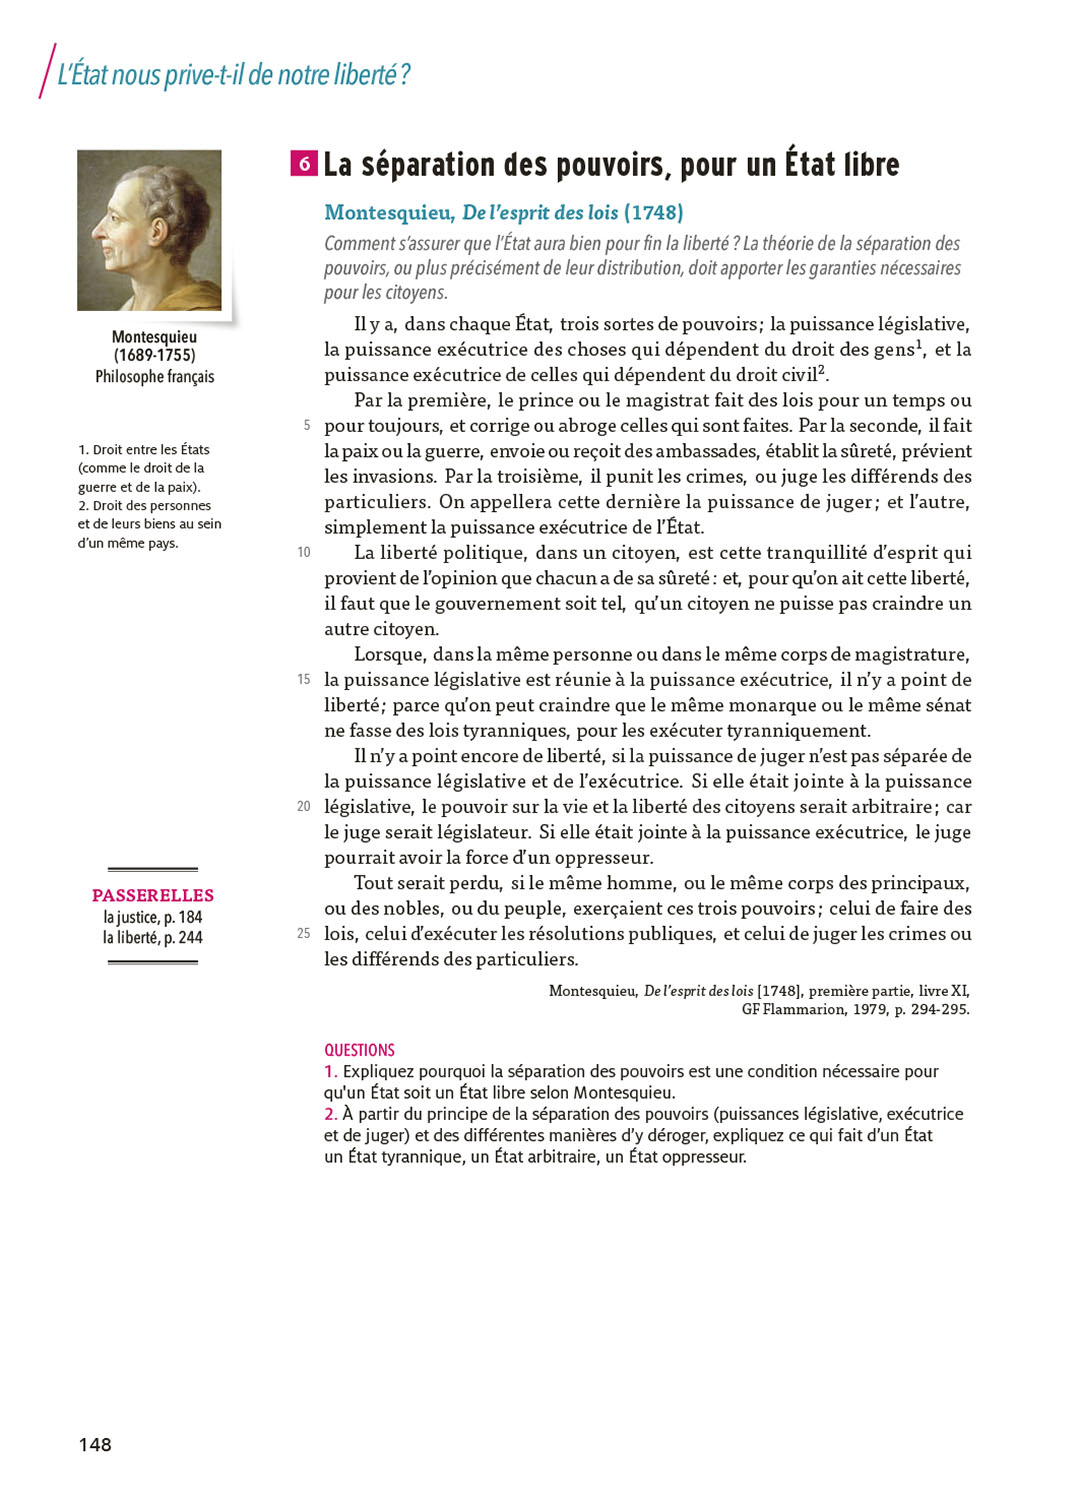 L'État nous prive-t-il de notre liberté ?
6 La séparation des pouvoirs, pour un État libre
Montesquieu, De l'esprit des lois (1748)
Comment s'assurer que l'État aura bien pour fin la liberté ? La théorie de la séparation des
pouvoirs, ou plus précisément de leur distribution, doit apporter les garanties nécessaires
pour les citoyens.
Montesquieu
(1689-1755)
Philosophe français
1. Droit entre les États
(comme le droit de la
guerre et de la paix).
2. Droit des personnes
et de leurs biens au sein
d'un même pays.
Il y a, dans chaque État, trois sortes de pouvoirs ; la puissance législative,
la puissance exécutrice des choses qui dépendent du droit des gens1, et la
puissance exécutrice de celles qui dépendent du droit civil2.
Par la première, le prince ou le magistrat fait des lois pour un temps ou
5 pour toujours, et corrige ou abroge celles qui sont faites. Par la seconde, il fait
la paix ou la guerre, envoie ou reçoit des ambassades, établit la sûreté, prévient
les invasions. Par la troisième, il punit les crimes, ou juge les différends des
particuliers. On appellera cette dernière la puissance de juger ; et l'autre,
simplement la puissance exécutrice de l'État.
10 La liberté politique, dans un citoyen, est cette tranquillité d'esprit qui
provient de l'opinion que chacun a de sa sûreté : et, pour qu'on ait cette liberté,
il faut que le gouvernement soit tel, qu'un citoyen ne puisse pas craindre un
autre citoyen.
Lorsque, dans la même personne ou dans le même corps de magistrature,
15 la puissance législative est réunie à la puissance exécutrice, il n'y a point de
liberté ; parce qu'on peut craindre que le même monarque ou le même sénat
ne fasse des lois tyranniques, pour les exécuter tyranniquement.
Il n'y a point encore de liberté, si la puissance de juger n'est pas séparée de
la puissance législative et de l'exécutrice. Si elle était jointe à la puissance
20 législative, le pouvoir sur la vie et la liberté des citoyens serait arbitraire ; car
le juge serait législateur. Si elle était jointe à la puissance exécutrice, le juge
pourrait avoir la force d'un oppresseur.
Tout serait perdu, si le même homme, ou le même corps des principaux,
ou des nobles, ou du peuple, exerçaient ces trois pouvoirs ; celui de faire des
25 lois, celui d'exécuter les résolutions publiques, et celui de juger les crimes ou
les différends des particuliers.
Montesquieu, De l'esprit des lois [1748], première partie, livre XI,
GF Flammarion, 1979, p. 294-295.
PASSERELLES
la justice, p. 184
la liberté, p. 244
QUESTIONS
1. Expliquez pourquoi la séparation des pouvoirs est une condition nécessaire pour
qu'un État soit un État libre selon Montesquieu.
2. À partir du principe de la séparation des pouvoirs (puissances législative, exécutrice
et de juger) et des différentes manières d'y déroger, expliquez ce qui fait d'un État
un État tyrannique, un État arbitraire, un État oppresseur.
148